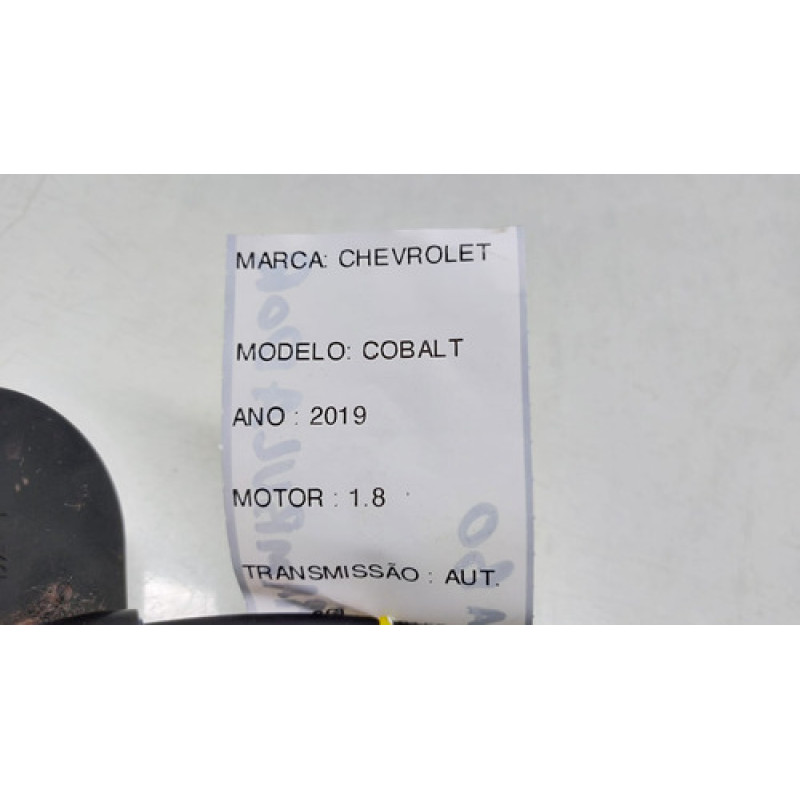 MARCA: CHEVROLET
MODELO: COBALT
ANO : 2019
MOTOR : 1.8
TRANSMISSÃO : AUT.